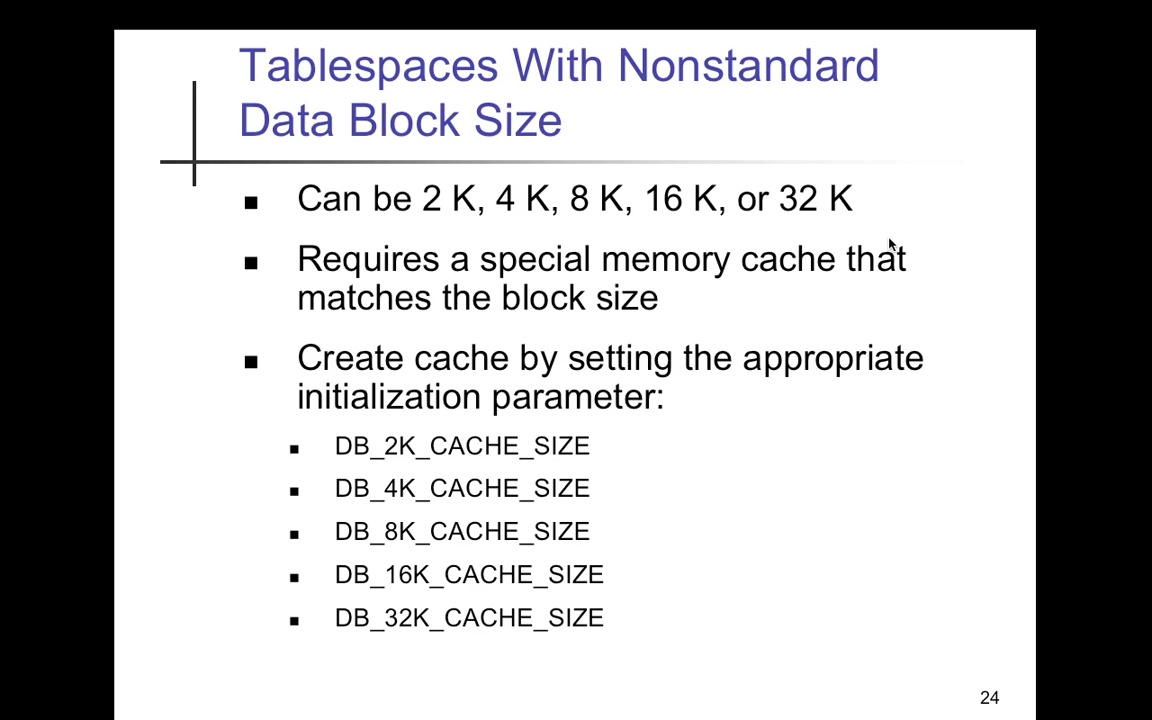 Tablespaces With Nonstandard
Data Block Size
Can be 2 K, 4 K, 8 K, 16 K, or 32 K
Requires a special memory cache that
matches the block size
Create cache by setting the appropriate
initialization parameter:
DB_2K_CACHE_SIZE
DB_4K_CACHE_SIZE
DB_8K_CACHE_SIZE
DB_16K_CACHE_SIZE
DB_32K_CACHE_SIZE
24